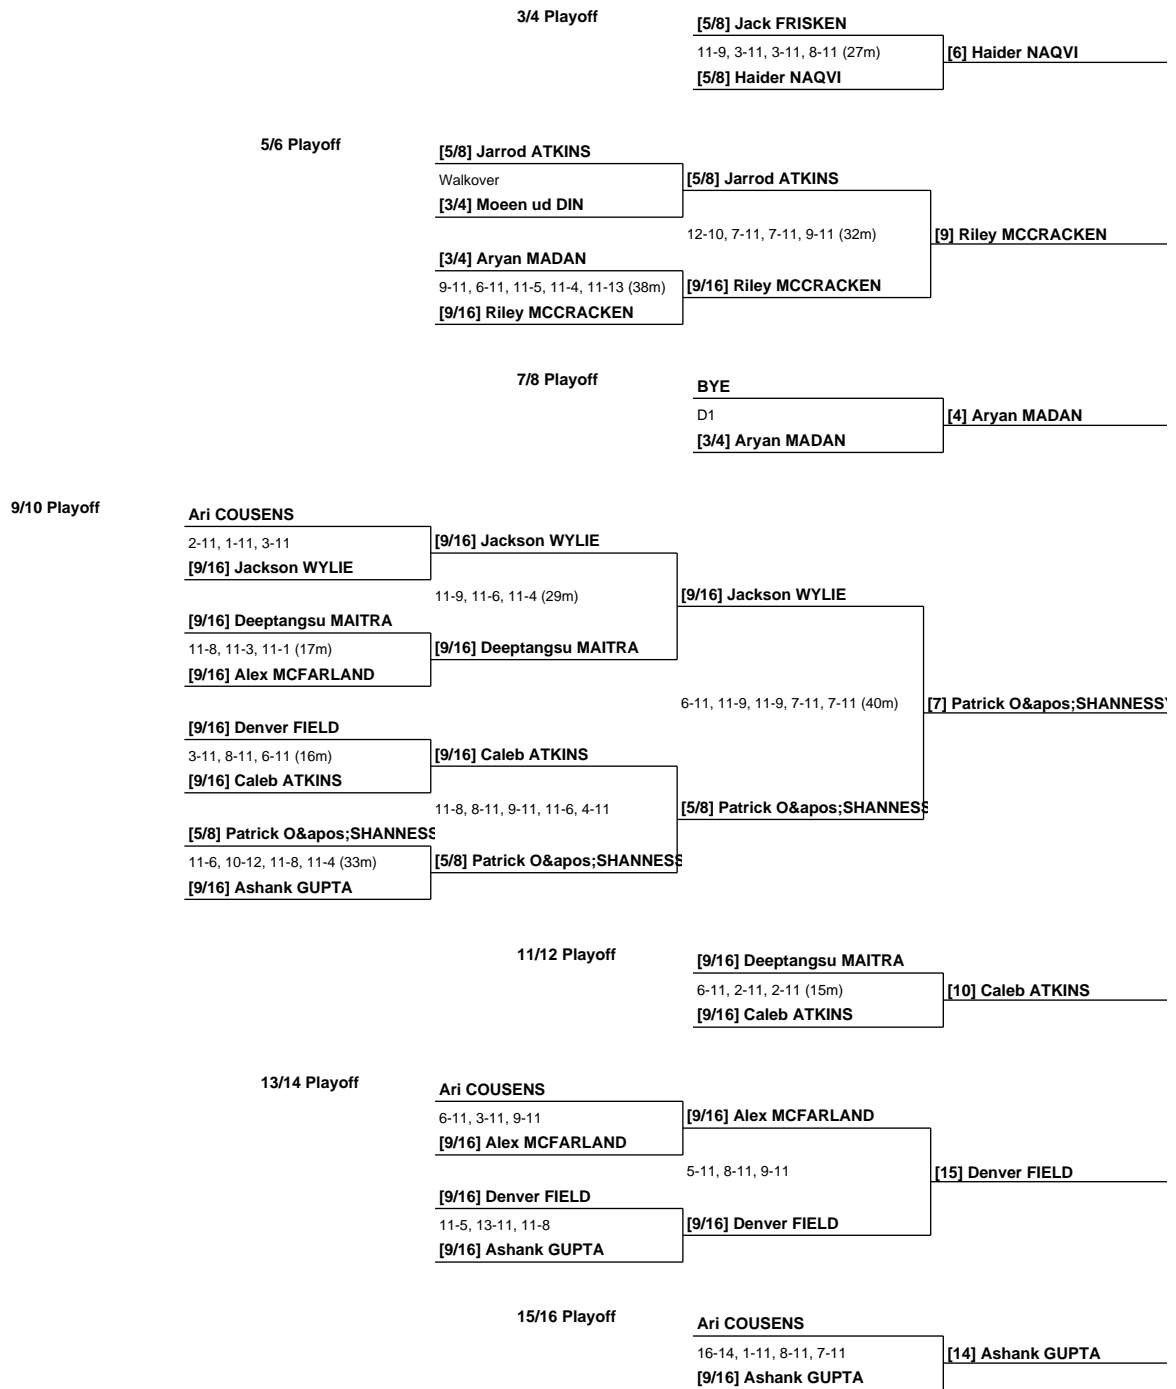 3/4 Playoff
[5/8] Jack FRISKEN
11-9, 3-11, 3-11, 8-11 (27m)
[6] Haider NAQVI
[5/8] Haider NAQVI
5/6 Playoff
[5/8] Jarrod ATKINS
Walkover
[5/8] Jarrod ATKINS
[3/4] Moeen ud DIN
12-10, 7-11, 7-11, 9-11 (32m)
[9] Riley MCCRACKEN
[3/4] Aryan MADAN
9-11, 6-11, 11-5, 11-4, 11-13 (38m)
[9/16] Riley MCCRACKEN
[9/16] Riley MCCRACKEN
7/8 Playoff
BYE
D1
[4] Aryan MADAN
[3/4] Aryan MADAN
9/10 Playoff
Ari COUSENS
2-11, 1-11, 3-11
[9/16] Jackson WYLIE
[9/16] Jackson WYLIE
11-9, 11-6, 11-4 (29m)
[9/16] Jackson WYLIE
[9/16] Deeptangsu MAITRA
11-8, 11-3, 11-1 (17m)
[9/16] Deeptangsu MAITRA
[9/16] Alex MCFARLAND
6-11, 11-9, 11-9, 7-11, 7-11 (40m)
[7] Patrick O&apos;SHANNESSY
[9/16] Denver FIELD
3-11, 8-11, 6-11 (16m)
[9/16] Caleb ATKINS
[9/16] Caleb ATKINS
11-8, 8-11, 9-11, 11-6, 4-11
[5/8] Patrick O&apos;SHANNESS
[5/8] Patrick O&apos;SHANNESS
11-6, 10-12, 11-8, 11-4 (33m)
[5/8] Patrick O&apos;SHANNESS
[9/16] Ashank GUPTA
11/12 Playoff
[9/16] Deeptangsu MAITRA
6-11, 2-11, 2-11 (15m)
[10] Caleb ATKINS
[9/16] Caleb ATKINS
13/14 Playoff
Ari COUSENS
6-11, 3-11, 9-11
[9/16] Alex MCFARLAND
[9/16] Alex MCFARLAND
5-11, 8-11, 9-11
[15] Denver FIELD
[9/16] Denver FIELD
11-5, 13-11, 11-8
[9/16] Denver FIELD
[9/16] Ashank GUPTA
15/16 Playoff
Ari COUSENS
16-14, 1-11, 8-11, 7-11
[14] Ashank GUPTA
[9/16] Ashank GUPTA